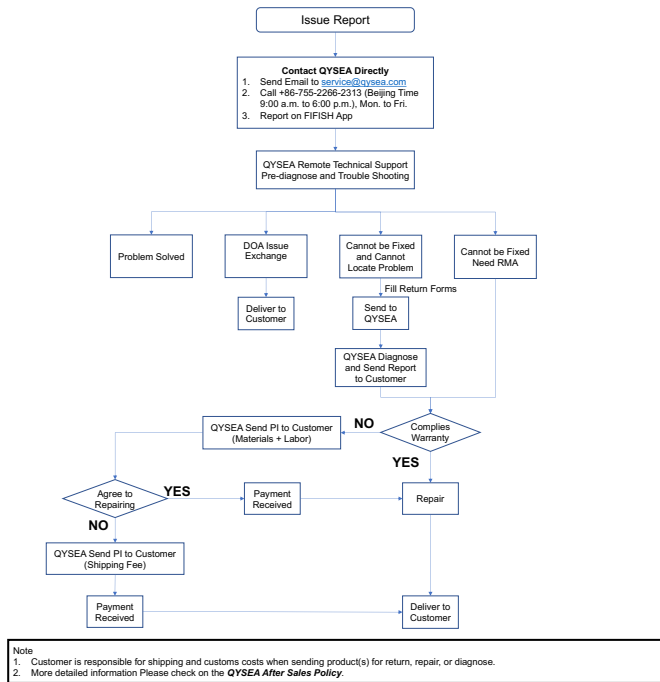 Issue Report
Contact QYSEA Directly
1. Send Email to service@qysea.com
2. Call +86-755-2266-2313 (Beijing Time
9:00 a.m. to 6:00 p.m.), Mon. to Fri.
3. Report on FIFISH App
QYSEA Remote Technical Support
Pre-diagnose and Trouble Shooting
Problem Solved
DOA Issue
Exchange
Cannot be Fixed
and Cannot
Locate Problem
Cannot be Fixed
Need RMA
Fill Return Forms
Deliver to
Customer
Send to
QYSEA
QYSEA Diagnose
and Send Report
to Customer
QYSEA Send PI to Customer
(Materials + Labor)
NO
Complies
Warranty
YES
Agree to
Repairing
YES
Payment
Received
Repair
NO
QYSEA Send PI to Customer
(Shipping Fee)
Payment
Received
Deliver to
Customer
Note
1. Customer is responsible for shipping and customs costs when sending product(s) for return, repair, or diagnose.
2. More detailed information Please check on the QYSEA After Sales Policy.